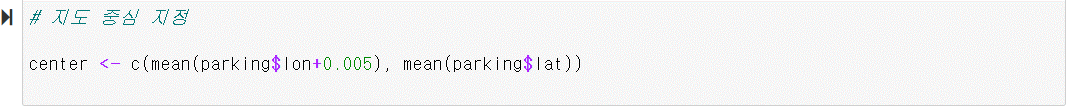 # 지도 중심 지정
center <- c(mean(parking$lon+0.005), mean(parking$lat))